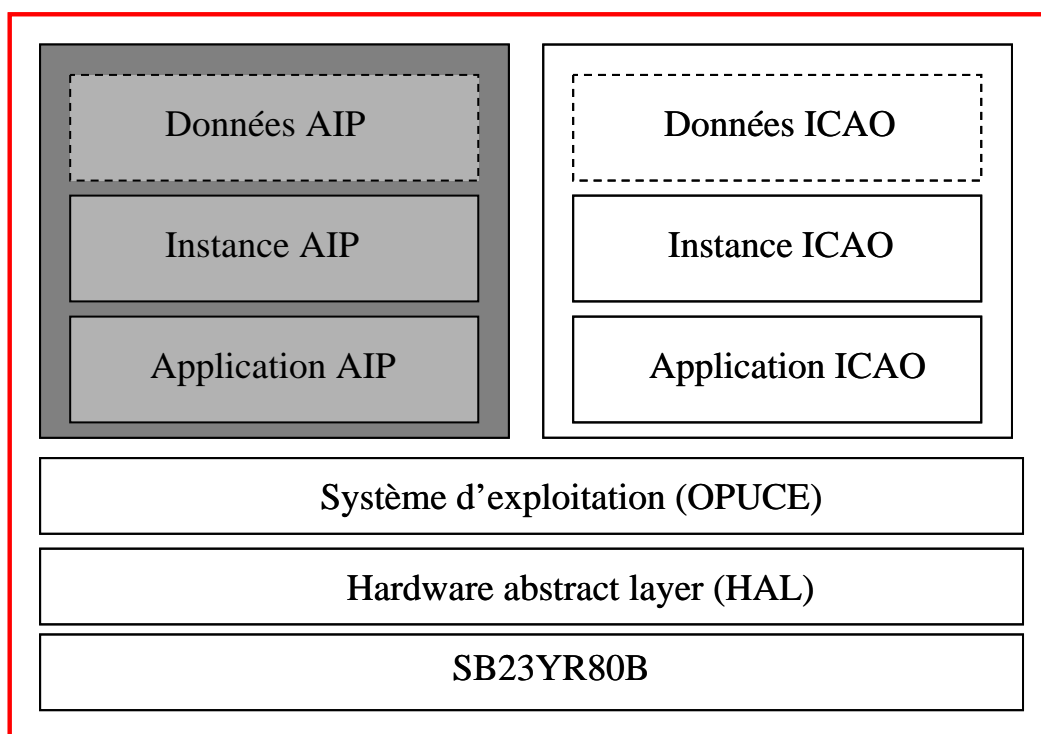 Données AIP
Instance AIP
Application AIP
Données ICAO
Instance ICAO
Application ICAO
Système d’exploitation (OPUCE)
Hardware abstract layer (HAL)
SB23YR80B